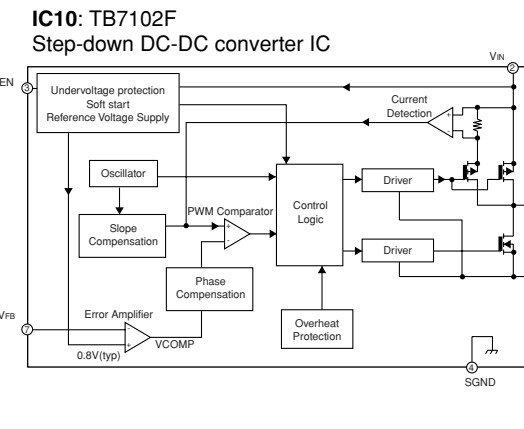 IC10: TB7102F
Step-down DC-DC converter IC
VIN
2
EN
3
Undervoltage protection
Soft start
Reference Voltage Supply
Current
Detection
+
-
Oscillator
Slope
Compensation
PWM Comparator
+
-
Control
Logic
Driver
Driver
Phase
Compensation
Overheat
Protection
VFB
7
Error Amplifier
-
+
VCOMP
0.8V(typ)
4
SGND